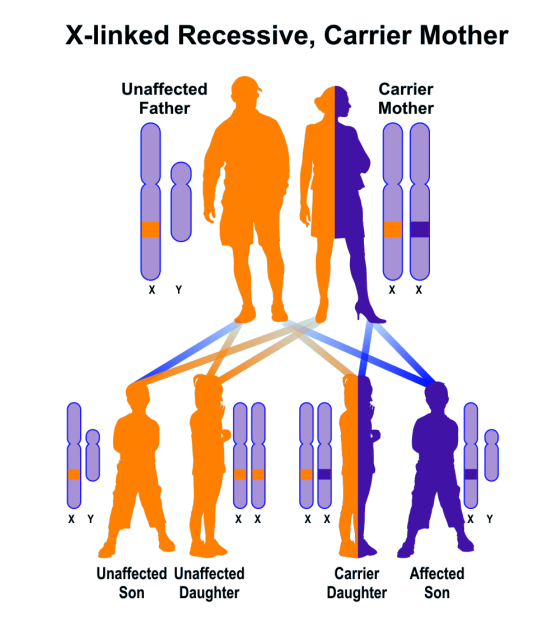 X-linked Recessive, Carrier Mother
Unaffected
Father
Carrier
Mother
X Y
X X
X Y
X X
X X
X Y
Unaffected
Son
Unaffected
Daughter
Carrier
Daughter
Affected
Son